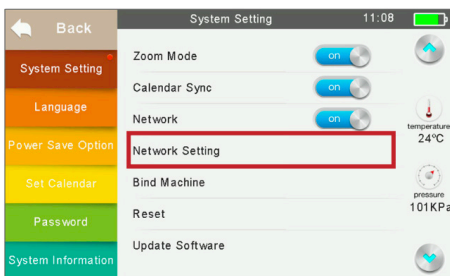 Back
System Setting
11:08
System Setting
Language
Power Save Option
Set Calendar
Password
System Information
Zoom Mode
on
Calendar Sync
on
Network
on
Network Setting
Bind Machine
Reset
Update Software
temperature
24℃
pressure
101KPa